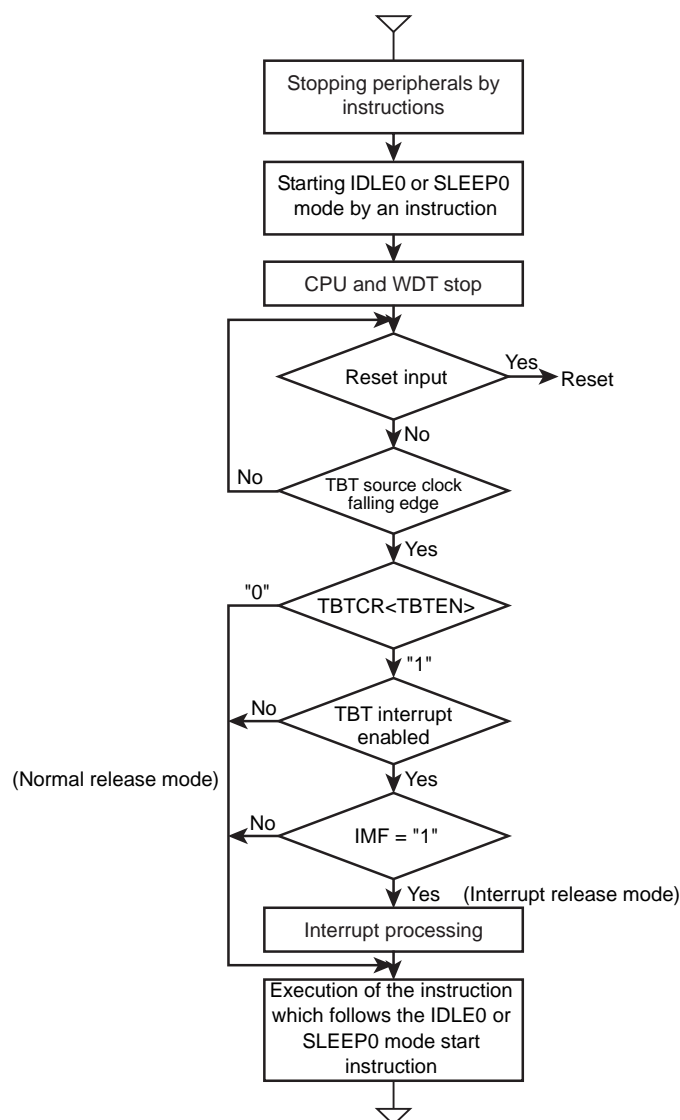 Stopping peripherals by
instructions
Starting IDLE0 or SLEEP0
mode by an instruction
CPU and WDT stop
Reset input
Yes
Reset
No
No
TBT source clock
falling edge
Yes
"0"
TBTCR<TBTEN>
"1"
No
TBT interrupt
enabled
(Normal release mode)
Yes
No
IMF = "1"
Yes
(Interrupt release mode)
Interrupt processing
Execution of the instruction
which follows the IDLE0 or
SLEEP0 mode start
instruction